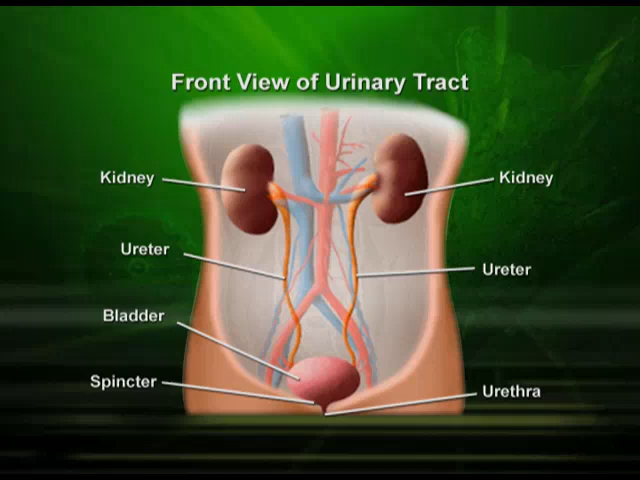 Front View of Urinary Tract
Kidney
Kidney
Ureter
Ureter
Bladder
Spincter
Urethra